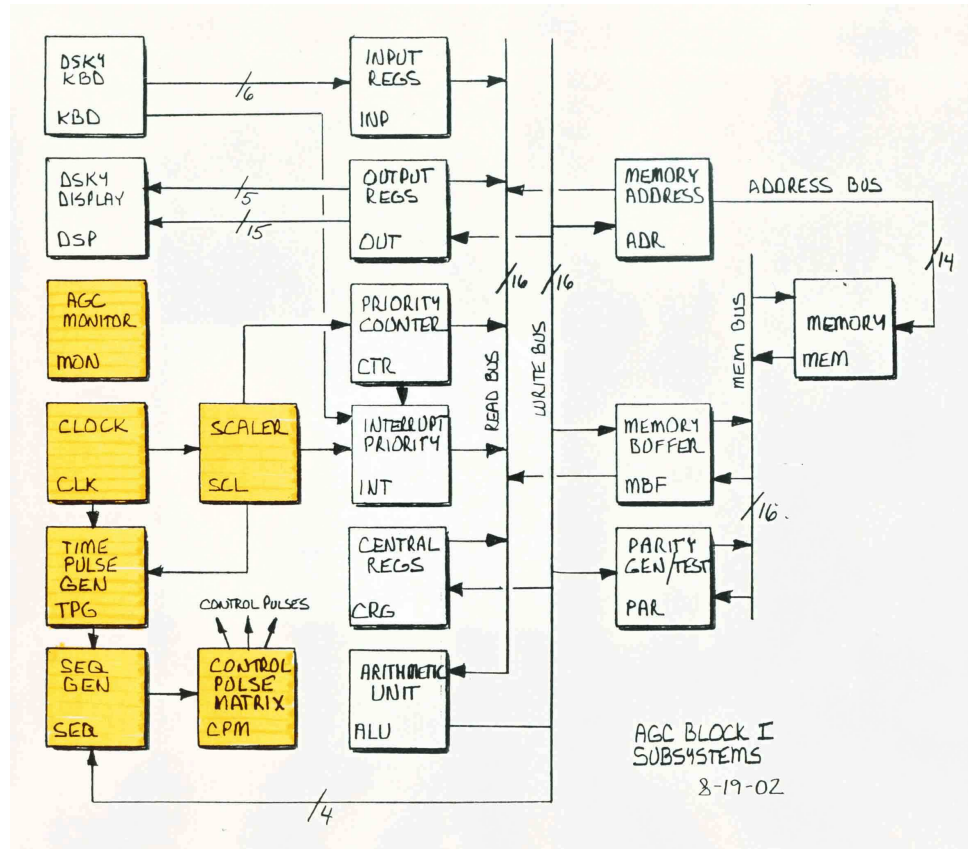 DSKY
KBD
KBD
/6
INPUT
REGS
INP
DSKY
DISPLAY
DSP
/5
/15
OUTPUT
REGS
OUT
MEMORY
ADDRESS
ADR
ADDRESS BUS
/14
AGC
MONITOR
MON
PRIORITY
COUNTER
CTR
/16
/16
READ BUS
WRITE BUS
MEM BUS
MEMORY
MEM
CLOCK
CLK
SCALER
SCL
INTERRUPT
PRIORITY
INT
MEMORY
BUFFER
MBF
/16.
TIME
PULSE
GEN
TPG
CENTRAL
REGS
CRG
PARITY
GEN/TEST
PAR
CONTROL PULSES
SEQ
GEN
SEQ
CONTROL
PULSE
MATRIX
CPM
ARITHMETIC
UNIT
ALU
/4
AGC BLOCK I
SUBSYSTEMS
8-19-02